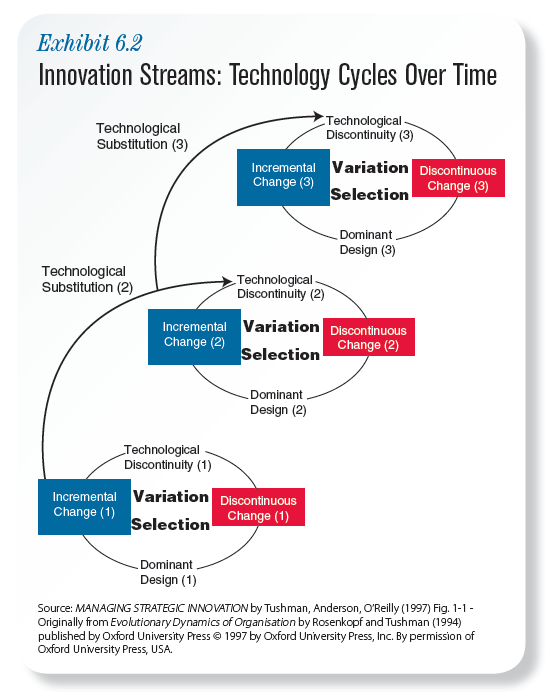 Exhibit 6.2
Innovation Streams: Technology Cycles Over Time
Technological
Substitution (3)
Technological
Discontinuity (3)
Incremental
Change (3)
Variation
Selection
Discontinuous
Change (3)
Dominant
Design (3)
Technological
Substitution (2)
Technological
Discontinuity (2)
Incremental
Change (2)
Variation
Selection
Discontinuous
Change (2)
Dominant
Design (2)
Technological
Discontinuity (1)
Incremental
Change (1)
Variation
Selection
Discontinuous
Change (1)
Dominant
Design (1)
Source: MANAGING STRATEGIC INNOVATION by Tushman, Anderson, O'Reilly (1997) Fig. 1-1 -
Originally from Evolutionary Dynamics of Organisation by Rosenkopf and Tushman (1994)
published by Oxford University Press © 1997 by Oxford University Press, Inc. By permission of
Oxford University Press, USA.